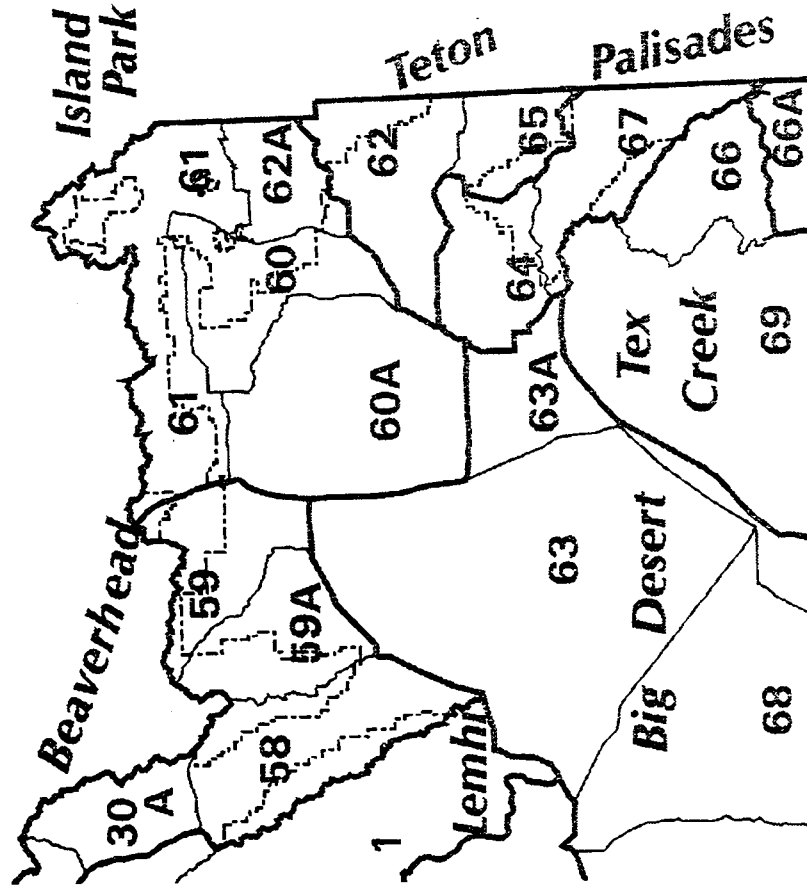 Island
Park
Teton
Palisades
Beaverhead
61
62A
62
65
67
66
66A
60
64
61
60A
63A
Tex
Creek
69
59
59A
63
Big Desert
68
58
Lemhi
30
A
1